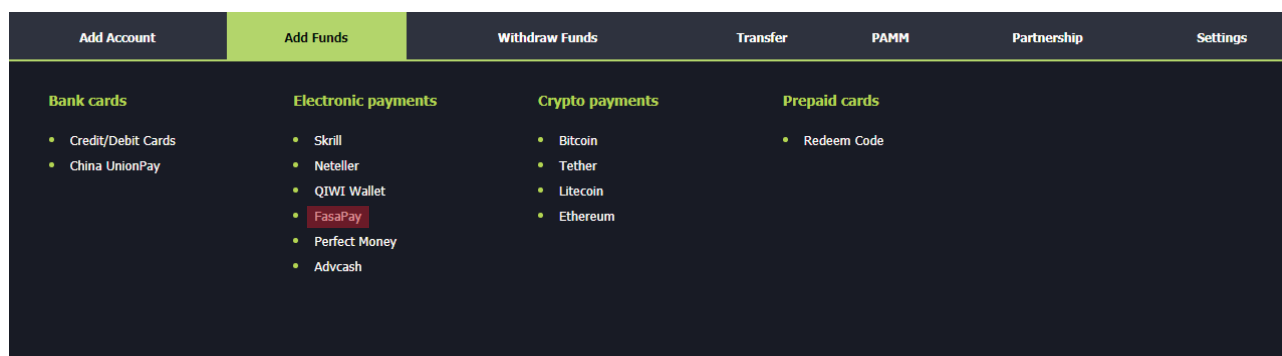 Add Account
Add Funds
Withdraw Funds
Transfer
PAMM
Partnership
Settings
Bank cards
Credit/Debit Cards
China UnionPay
Electronic payments
Skrill
Neteller
QIWI Wallet
FasaPay
Perfect Money
Advcash
Crypto payments
Bitcoin
Tether
Litecoin
Ethereum
Prepaid cards
Redeem Code